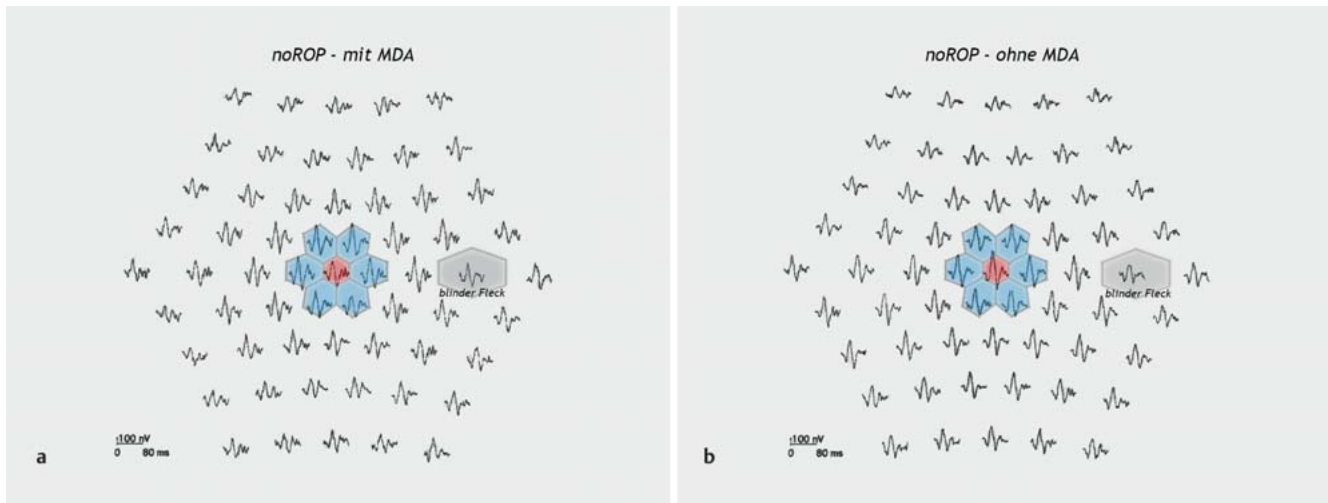 noROP - mit MDA
blinder Fleck
100 nV
0 80 ms
a
noROP - ohne MDA
blinder Fleck
100 nV
0 80 ms
b